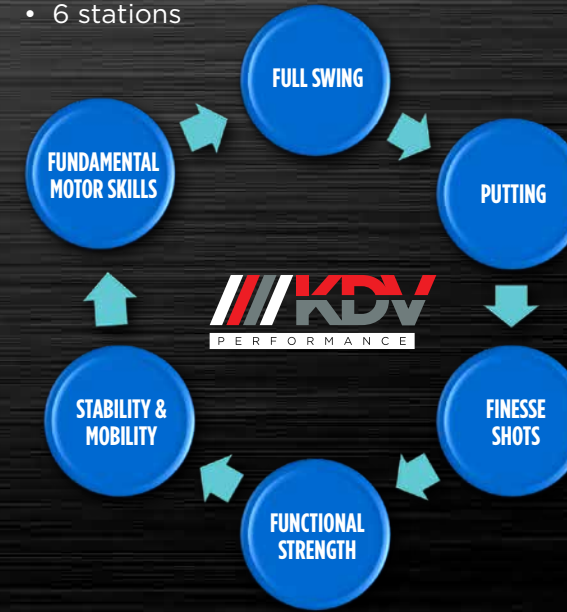 • 6 stations
FULL SWING
FUNDAMENTAL
MOTOR SKILLS
PUTTING
KDV
PERFORMANCE
STABILITY &
MOBILITY
FINESSE
SHOTS
FUNCTIONAL
STRENGTH